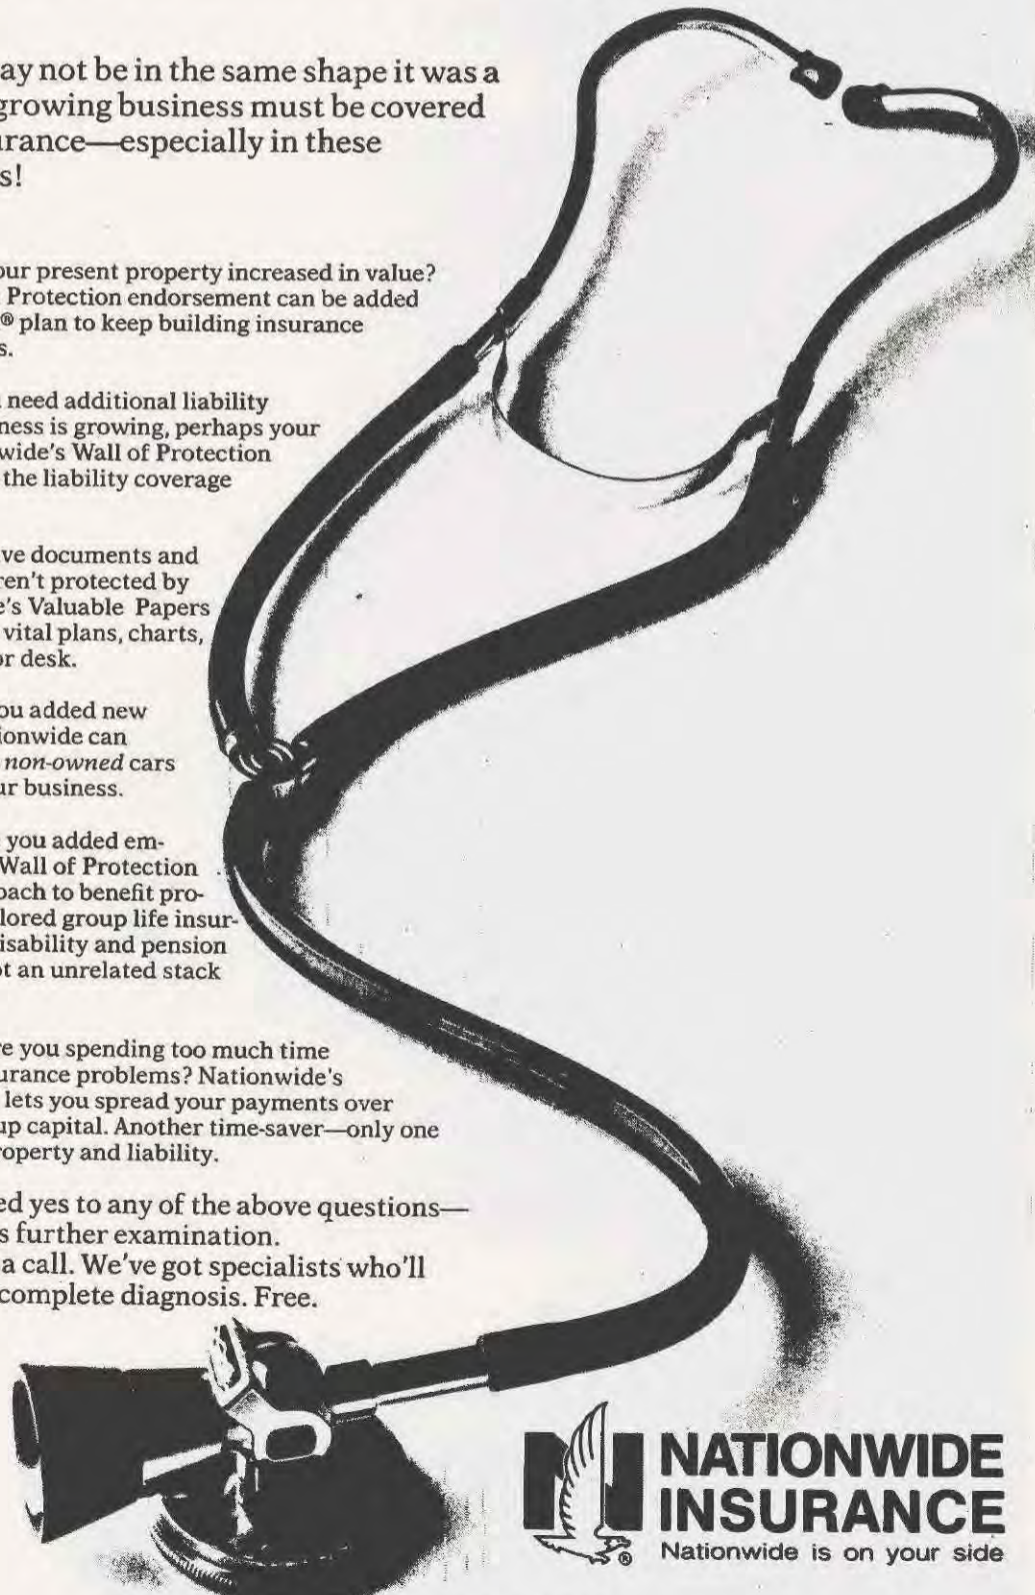 ay not be in the same shape it was a
growing business must be covered
urance—especially in these
s!
our present property increased in value?
Protection endorsement can be added
® plan to keep building insurance
s.
need additional liability
ness is growing, perhaps your
wide's Wall of Protection
the liability coverage
ve documents and
ren't protected by
e's Valuable Papers
vital plans, charts,
or desk.
ou added new
ionwide can
non-owned cars
ur business.
you added em-
Wall of Protection
oach to benefit pro-
lored group life insur-
isability and pension
ot an unrelated stack
re you spending too much time
urance problems? Nationwide's
lets you spread your payments over
up capital. Another time-saver—only one
roperty and liability.
ed yes to any of the above questions—
s further examination.
a call. We've got specialists who'll
complete diagnosis. Free.
NATIONWIDE
INSURANCE
®
Nationwide is on your side